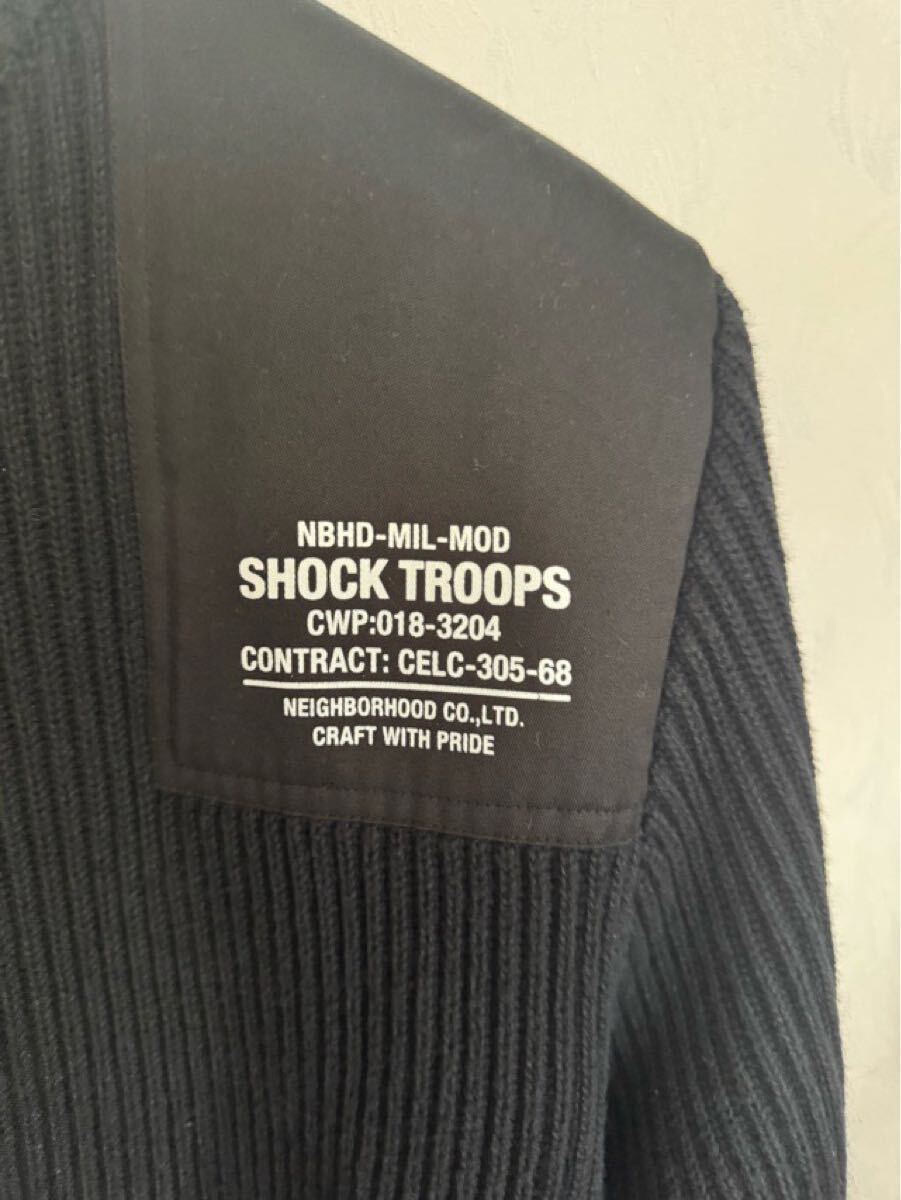 NBHD-MIL-MOD
SHOCK TROOPS
CWP:018-3204
CONTRACT: CELC-305-68
NEIGHBORHOOD CO.,LTD.
CRAFT WITH PRIDE